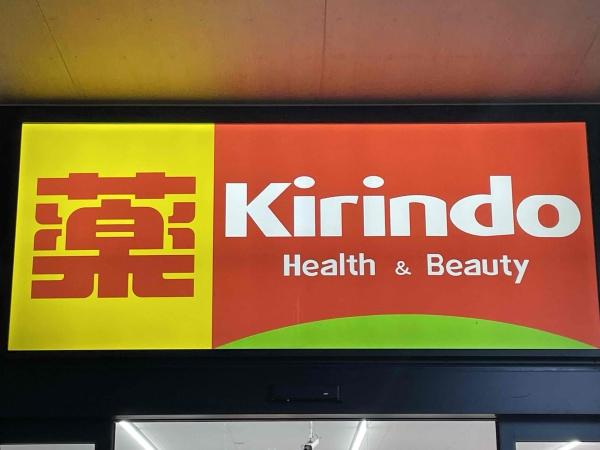 薬
Kirindo
Health & Beauty